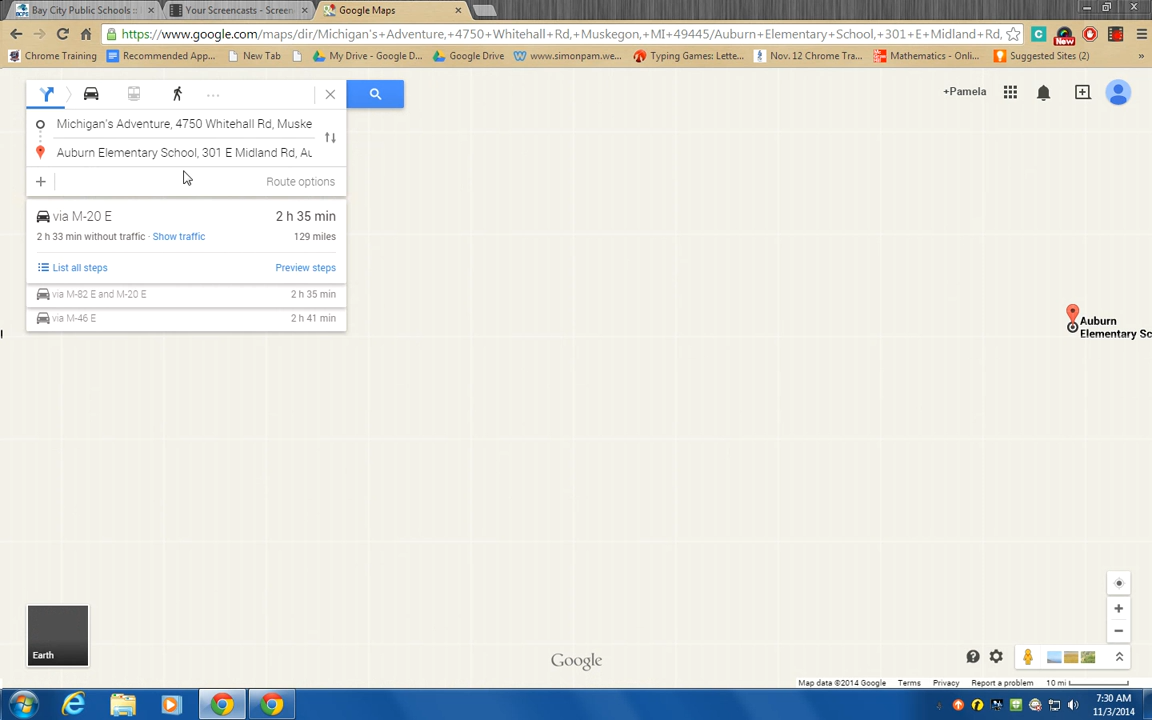 Bay City Public Schools ::
Your Screencasts - Screen
Google Maps
https://www.google.com/maps/dir/Michigan's+Adventure,+4750+Whitehall+Rd,+Muskegon,+MI+49445/Auburn+Elementary+School,+301+E+Midland+Rd,
New
Chrome Training
Recommended App...
New Tab
My Drive - Google D...
Google Drive
www.simonpam.we...
Typing Games: Lette...
Nov. 12 Chrome Tra...
Mathematics - Onli...
Suggested Sites (2)
»
+Pamela
Michigan's Adventure, 4750 Whitehall Rd, Muske
Auburn Elementary School, 301 E Midland Rd, Au
Route options
via M-20 E
2 h 35 min
2 h 33 min without traffic · Show traffic
129 miles
List all steps
Preview steps
via M-82 E and M-20 E
2 h 35 min
via M-46 E
2 h 41 min
Auburn
Elementary Sc
Earth
Google
Map data ©2014 Google
Terms
Privacy
Report a problem
10 mi
7:30 AM
11/3/2014